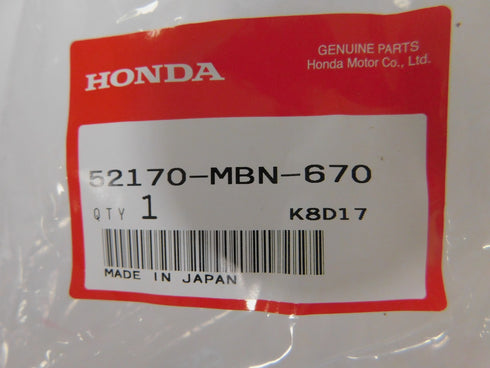 HONDA
GENUINE PARTS
Honda Motor Co., Ltd.
52170-MBN-670
QTY 1 K8D17
MADE IN JAPAN